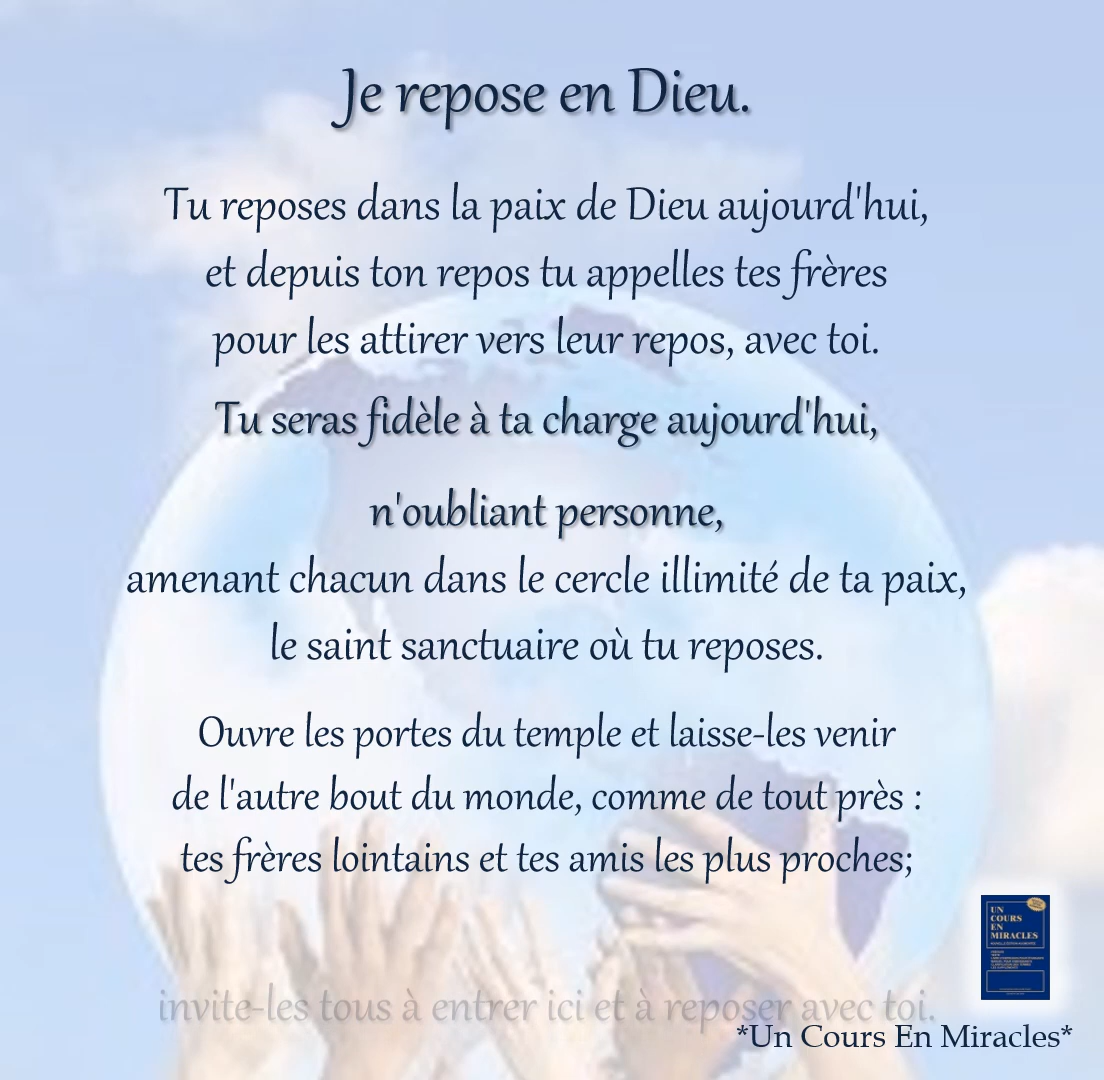 Je repose en Dieu.
Tu reposes dans la paix de Dieu aujourd'hui,
et depuis ton repos tu appelles tes frères
pour les attirer vers leur repos, avec toi.
Tu seras fidèle à ta charge aujourd'hui,
n'oubliant personne,
amenant chacun dans le cercle illimité de ta paix,
le saint sanctuaire où tu reposes.
Ouvre les portes du temple et laisse-les venir
de l'autre bout du monde, comme de tout près :
tes frères lointains et tes amis les plus proches;
invite-les tous à entrer ici et à reposer avec toi.
UN
COURS
EN
MIRACLES
*Un Cours En Miracles*